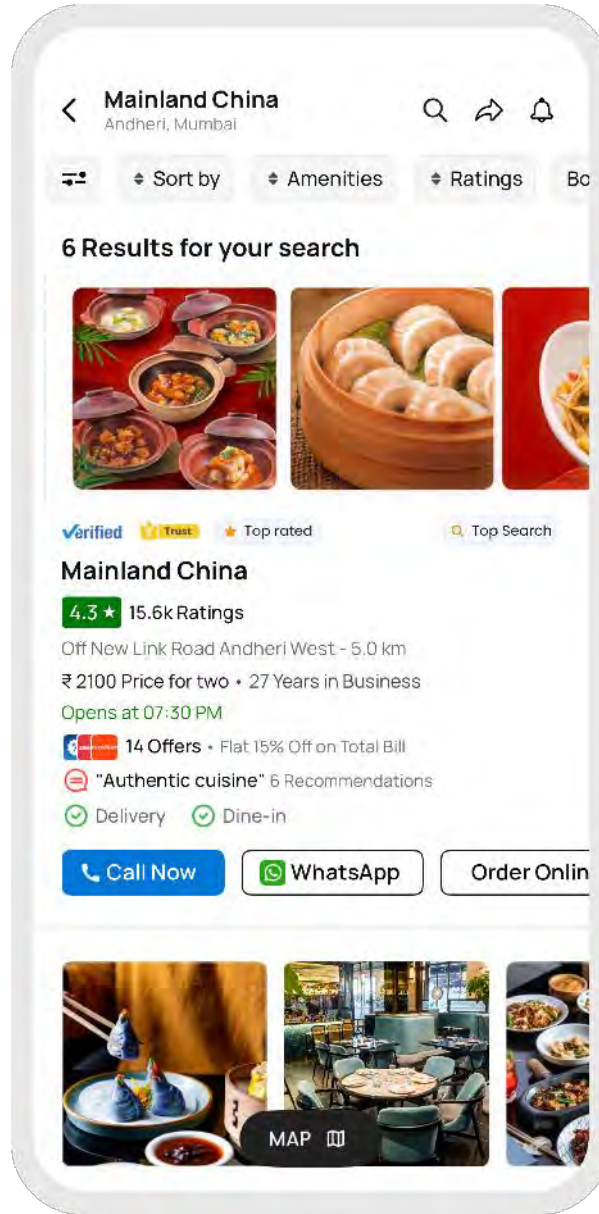 Mainland China
Andheri, Mumbai
Sort by Amenities Ratings Bo
6 Results for your search
Verified Trust Top rated Top Search
Mainland China
4.3 ★ 15.6k Ratings
Off New Link Road Andheri West - 5.0 km
₹ 2100 Price for two • 27 Years in Business
Opens at 07:30 PM
14 Offers • Flat 15% Off on Total Bill
"Authentic cuisine" 6 Recommendations
Delivery Dine-in
Call Now WhatsApp Order Onlin
MAP